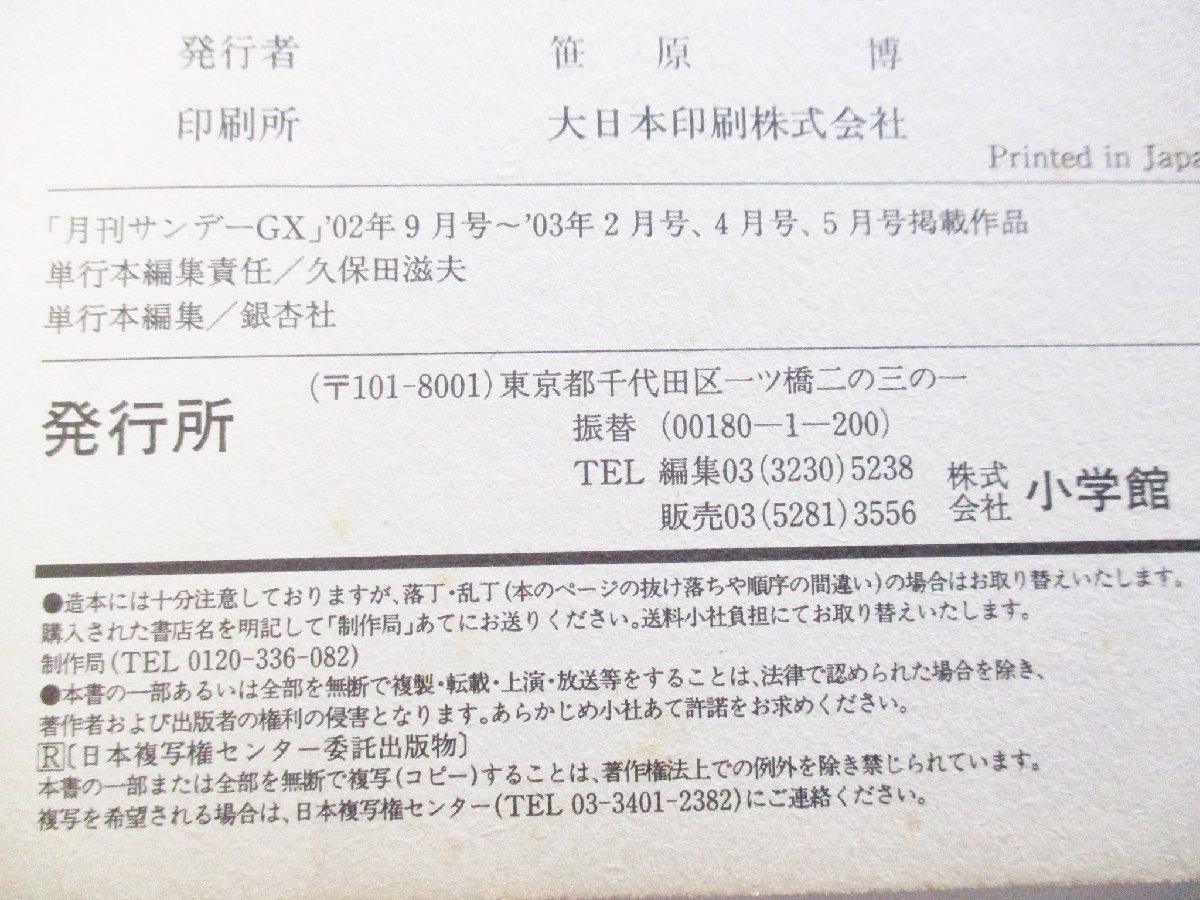 発行者 笹原 博
印刷所 大日本印刷株式会社
Printed in Japa
「月刊サンデーGX」'02年9月号～'03年2月号、4月号、5月号掲載作品
単行本編集責任／久保田滋夫
単行本編集／銀杏社
発行所
(〒101-8001)東京都千代田区一ツ橋二の三の一
振替 (00180—1—200)
TEL 編集03(3230)5238
販売03(5281)3556
株式会社 小学館
●造本には十分注意しておりますが、落丁・乱丁(本のページの抜け落ちや順序の間違い)の場合はお取り替えいたします。
購入された書店名を明記して「制作局」あてにお送りください。送料小社負担にてお取り替えいたします。
制作局(TEL 0120-336-082)
●本書の一部あるいは全部を無断で複製・転載・上演・放送等をすることは、法律で認められた場合を除き、
著作者および出版者の権利の侵害となります。あらかじめ小社あて許諾をお求めください。
R[日本複写権センター委託出版物]
本書の一部または全部を無断で複写(コピー)することは、著作権法上での例外を除き禁じられています。
複写を希望される場合は、日本複写権センター(TEL 03-3401-2382)にご連絡ください。